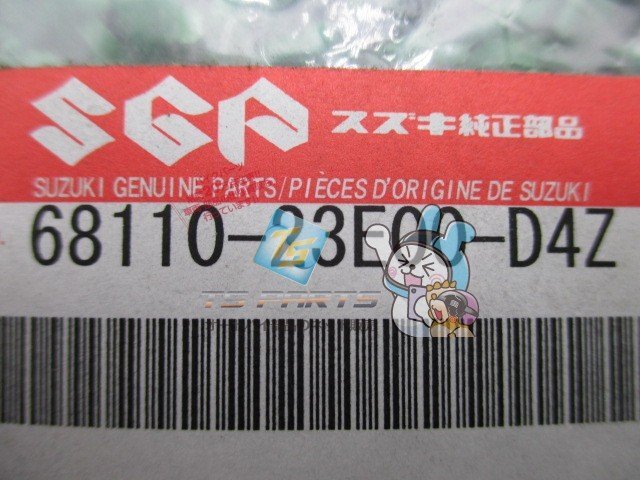 SGP スズキ純正部品
SUZUKI GENUINE PARTS/PIÈCES D'ORIGINE DE SUZUKI
68110-23E00-D4Z
TS PARTS